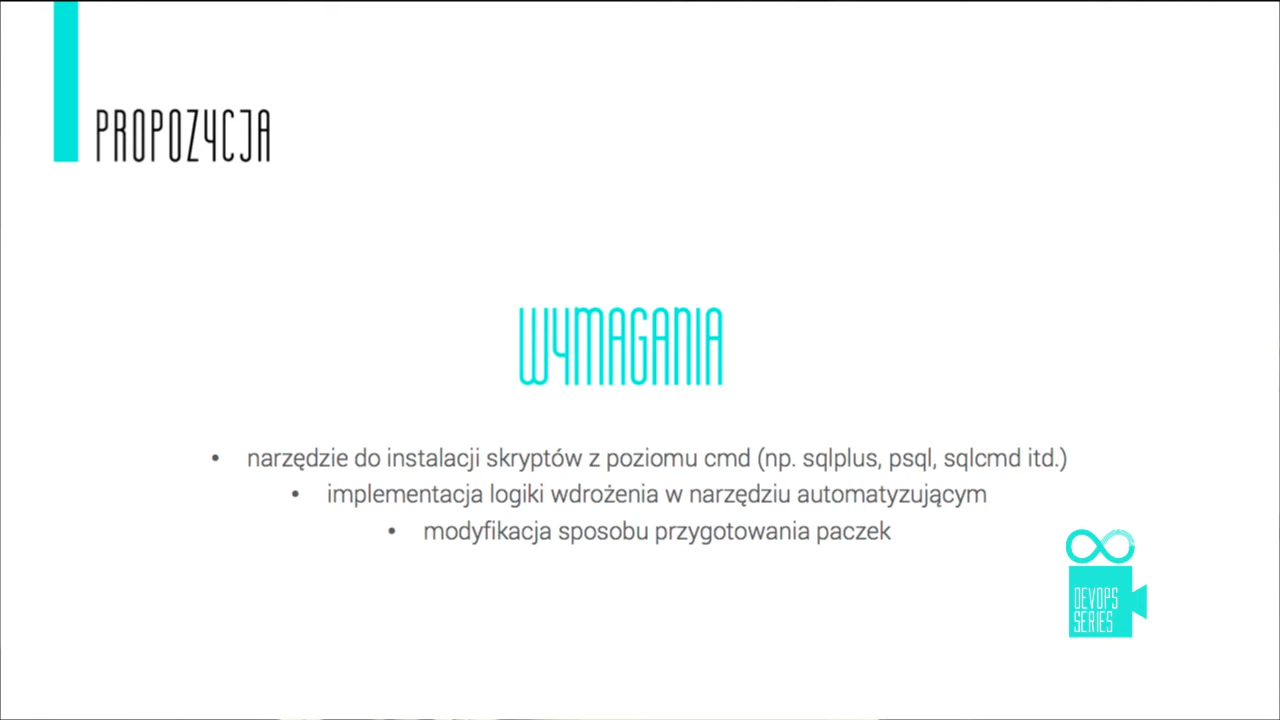 PROPOZYCJA
WYMAGANIA
• narzędzie do instalacji skryptów z poziomu cmd (np. sqlplus, psql, sqlcmd itd.)
• implementacja logiki wdrożenia w narzędziu automatyzującym
• modyfikacja sposobu przygotowania paczek
DEVOPS
SERIES